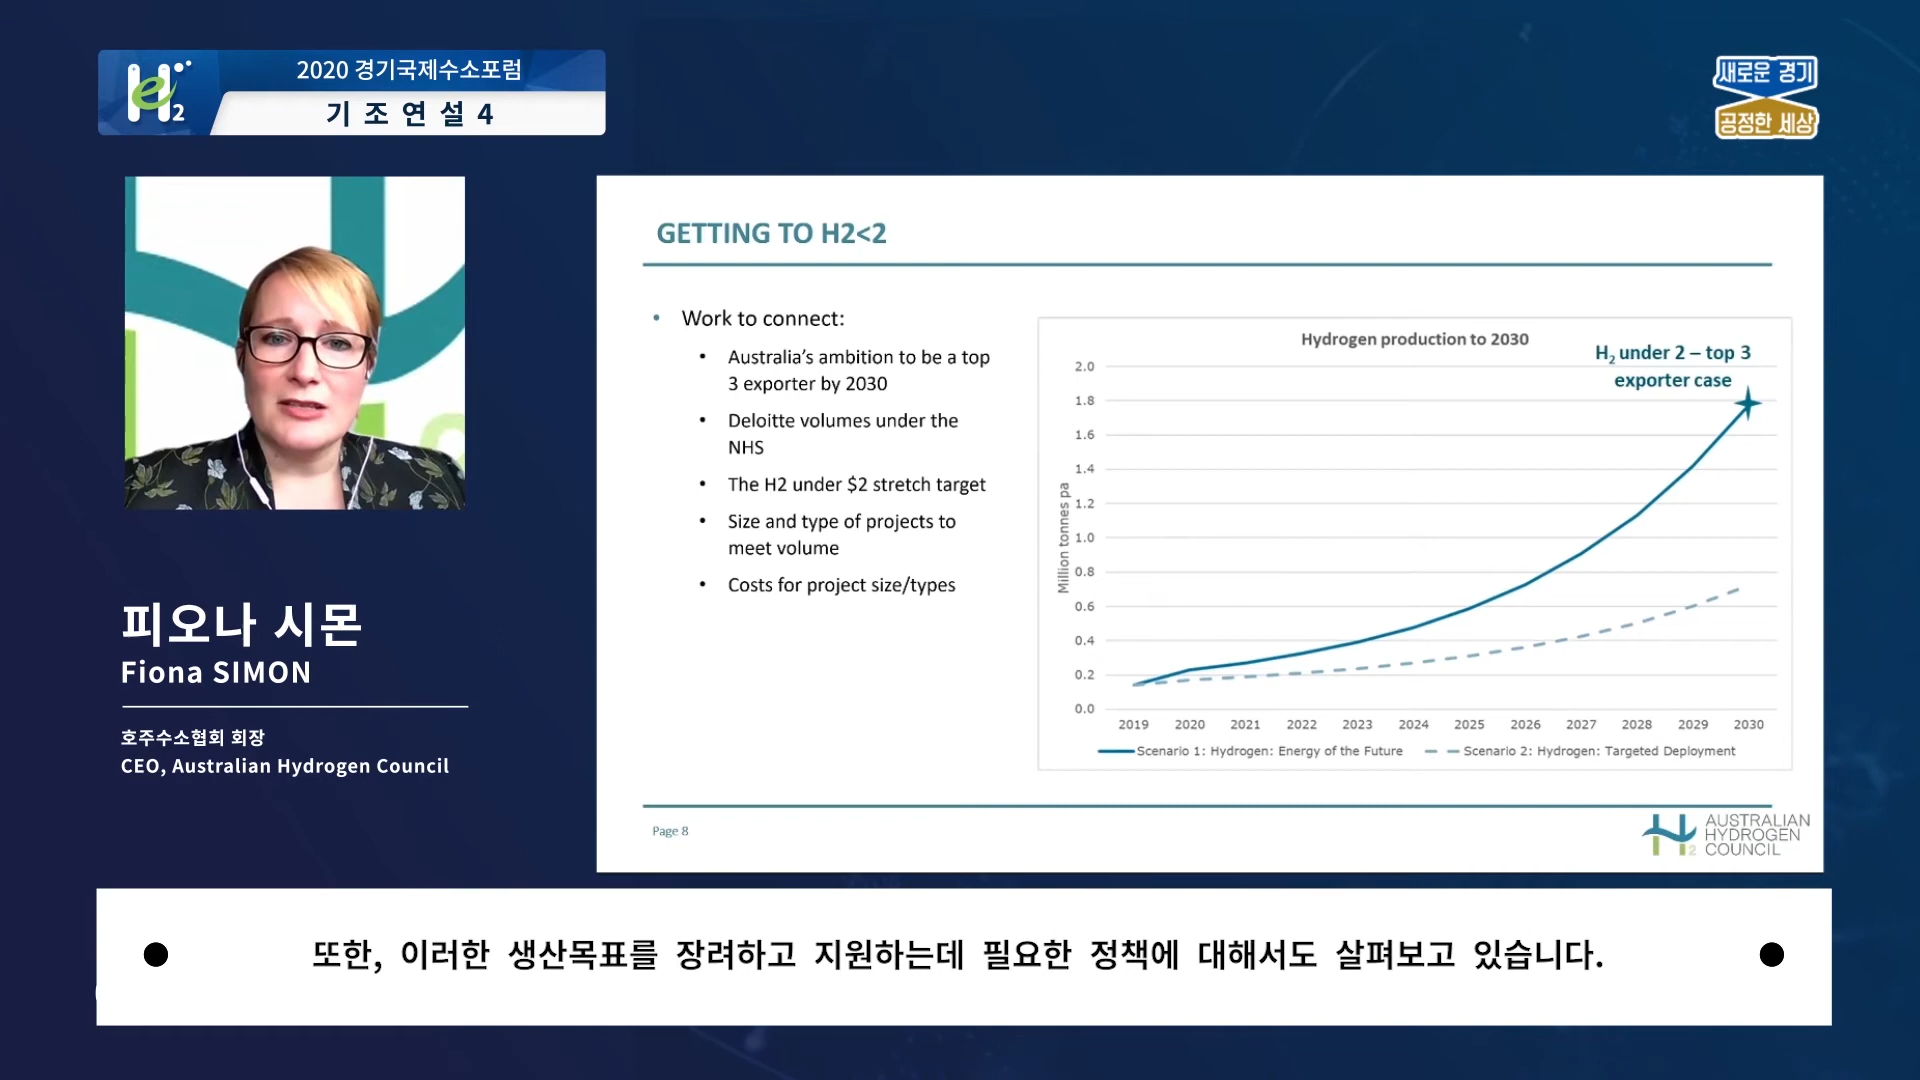 2020 경기국제수소포럼
기조연설4
H2
e
새로운 경기
공정한 세상
피오나 시몬
Fiona SIMON
호주수소협회 회장
CEO, Australian Hydrogen Council
GETTING TO H2<2
• Work to connect:
• Australia's ambition to be a top
3 exporter by 2030
• Deloitte volumes under the
NHS
• The H2 under $2 stretch target
• Size and type of projects to
meet volume
• Costs for project size/types
Hydrogen production to 2030
H2 under 2 – top 3
exporter case
Million tonnes pa
2.0
1.8
1.6
1.4
1.2
1.0
0.8
0.6
0.4
0.2
0.0
2019 2020 2021 2022 2023 2024 2025 2026 2027 2028 2029 2030
Scenario 1: Hydrogen: Energy of the Future Scenario 2: Hydrogen: Targeted Deployment
Page 8
H2
AUSTRALIAN
HYDROGEN
COUNCIL
또한, 이러한 생산목표를 장려하고 지원하는데 필요한 정책에 대해서도 살펴보고 있습니다.